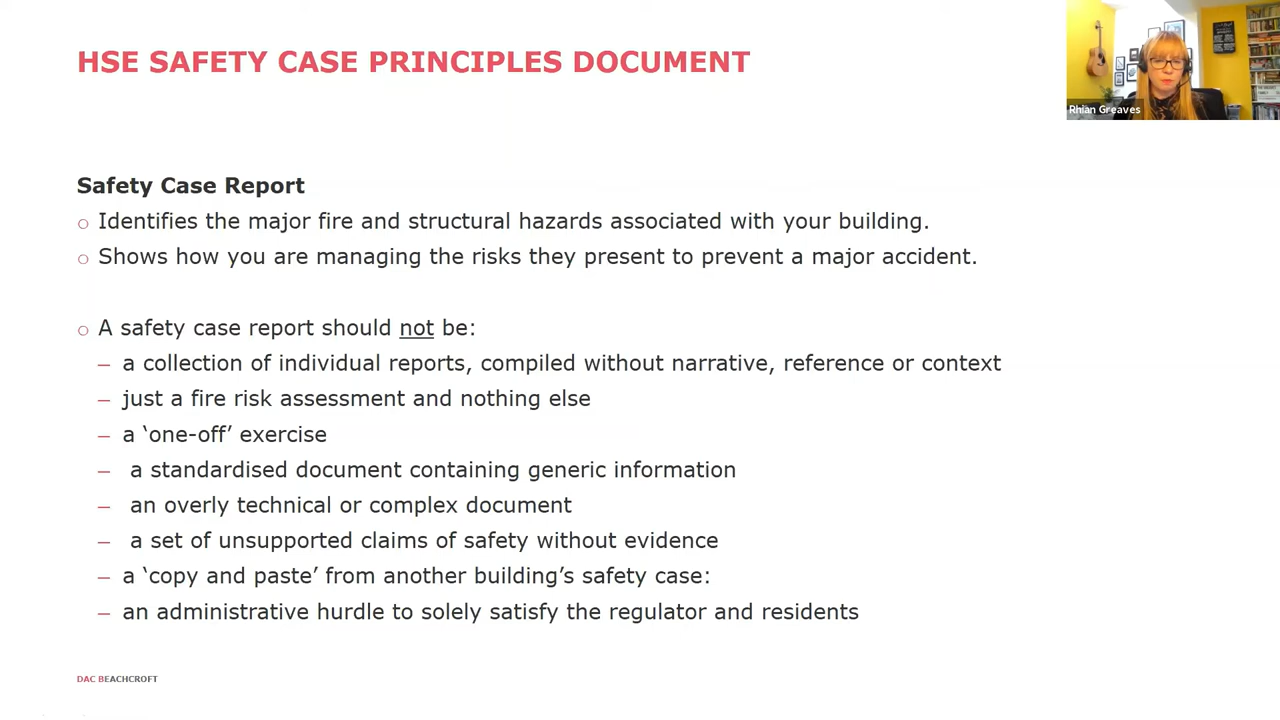 HSE SAFETY CASE PRINCIPLES DOCUMENT
Rhian Greaves
Safety Case Report
Identifies the major fire and structural hazards associated with your building.
Shows how you are managing the risks they present to prevent a major accident.
A safety case report should not be:
– a collection of individual reports, compiled without narrative, reference or context
– just a fire risk assessment and nothing else
– a ‘one-off’ exercise
– a standardised document containing generic information
– an overly technical or complex document
– a set of unsupported claims of safety without evidence
– a ‘copy and paste’ from another building’s safety case:
– an administrative hurdle to solely satisfy the regulator and residents
DAC BEACHCROFT